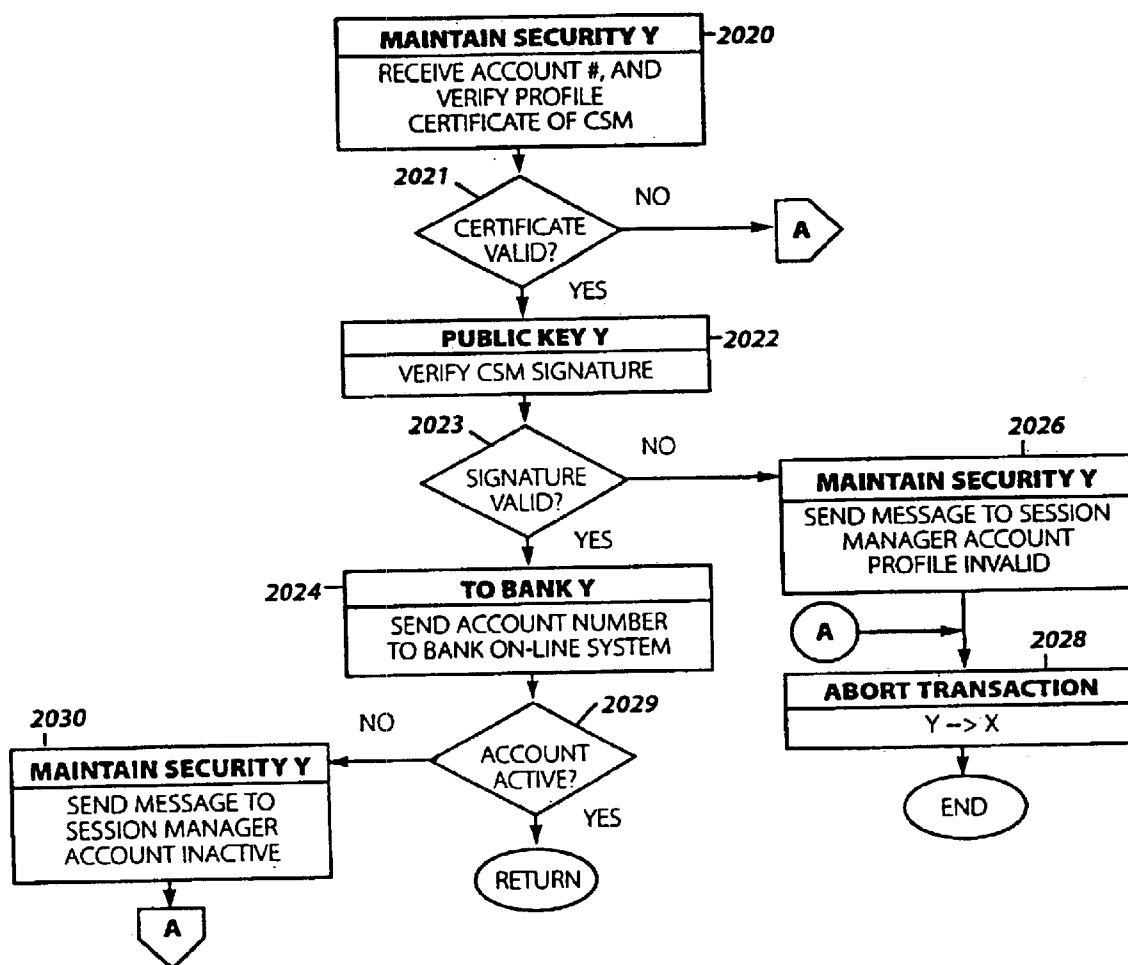 MAINTAIN SECURITY Y
2020
RECEIVE ACCOUNT #, AND
VERIFY PROFILE
CERTIFICATE OF CSM
2021
CERTIFICATE
VALID?
NO
A
YES
PUBLIC KEY Y
2022
VERIFY CSM SIGNATURE
2023
SIGNATURE
VALID?
NO
YES
2026
MAINTAIN SECURITY Y
SEND MESSAGE TO SESSION
MANAGER ACCOUNT
PROFILE INVALID
2024
TO BANK Y
SEND ACCOUNT NUMBER
TO BANK ON-LINE SYSTEM
A
2028
ABORT TRANSACTION
Y --> X
END
2029
ACCOUNT
ACTIVE?
NO
YES
RETURN
2030
MAINTAIN SECURITY Y
SEND MESSAGE TO
SESSION MANAGER
ACCOUNT INACTIVE
A